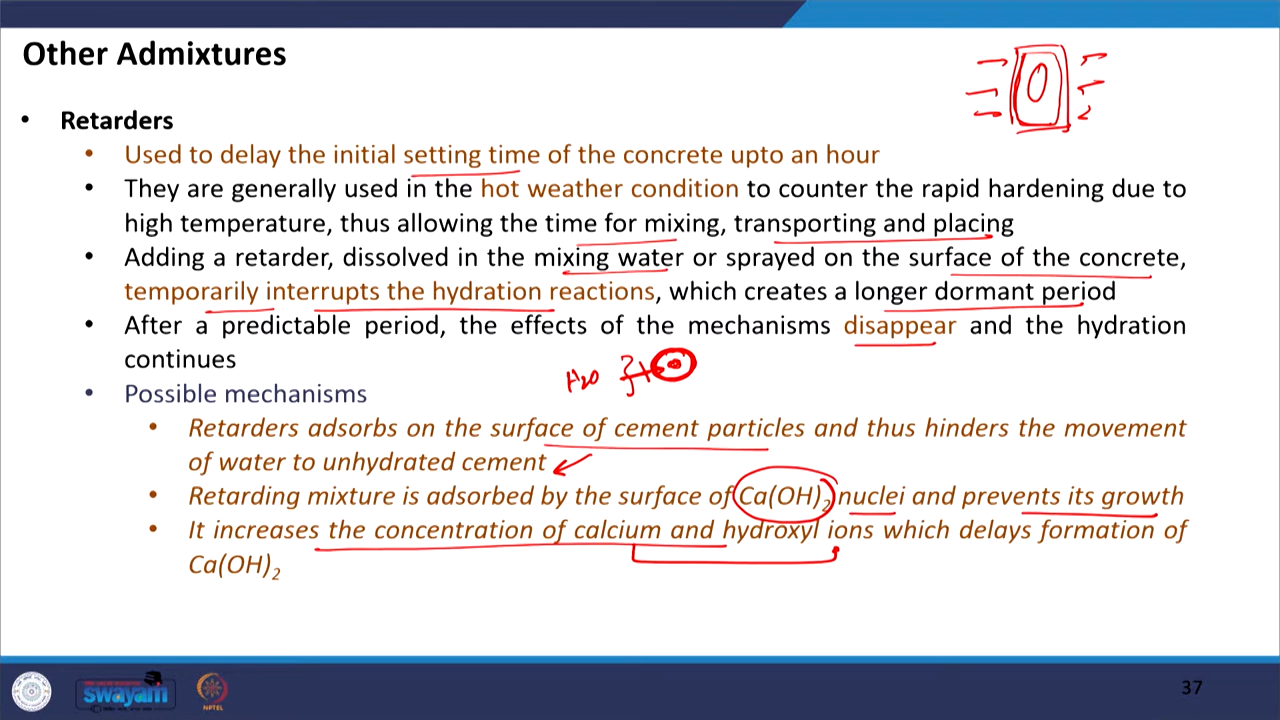 Other Admixtures
• Retarders
• Used to delay the initial setting time of the concrete upto an hour
• They are generally used in the hot weather condition to counter the rapid hardening due to
high temperature, thus allowing the time for mixing, transporting and placing
• Adding a retarder, dissolved in the mixing water or sprayed on the surface of the concrete,
temporarily interrupts the hydration reactions, which creates a longer dormant period
• After a predictable period, the effects of the mechanisms disappear and the hydration
continues
H2O
• Possible mechanisms
• Retarders adsorbs on the surface of cement particles and thus hinders the movement
of water to unhydrated cement
• Retarding mixture is adsorbed by the surface of Ca(OH)2 nuclei and prevents its growth
• It increases the concentration of calcium and hydroxyl ions which delays formation of
Ca(OH)2
swayam
NPTEL
37